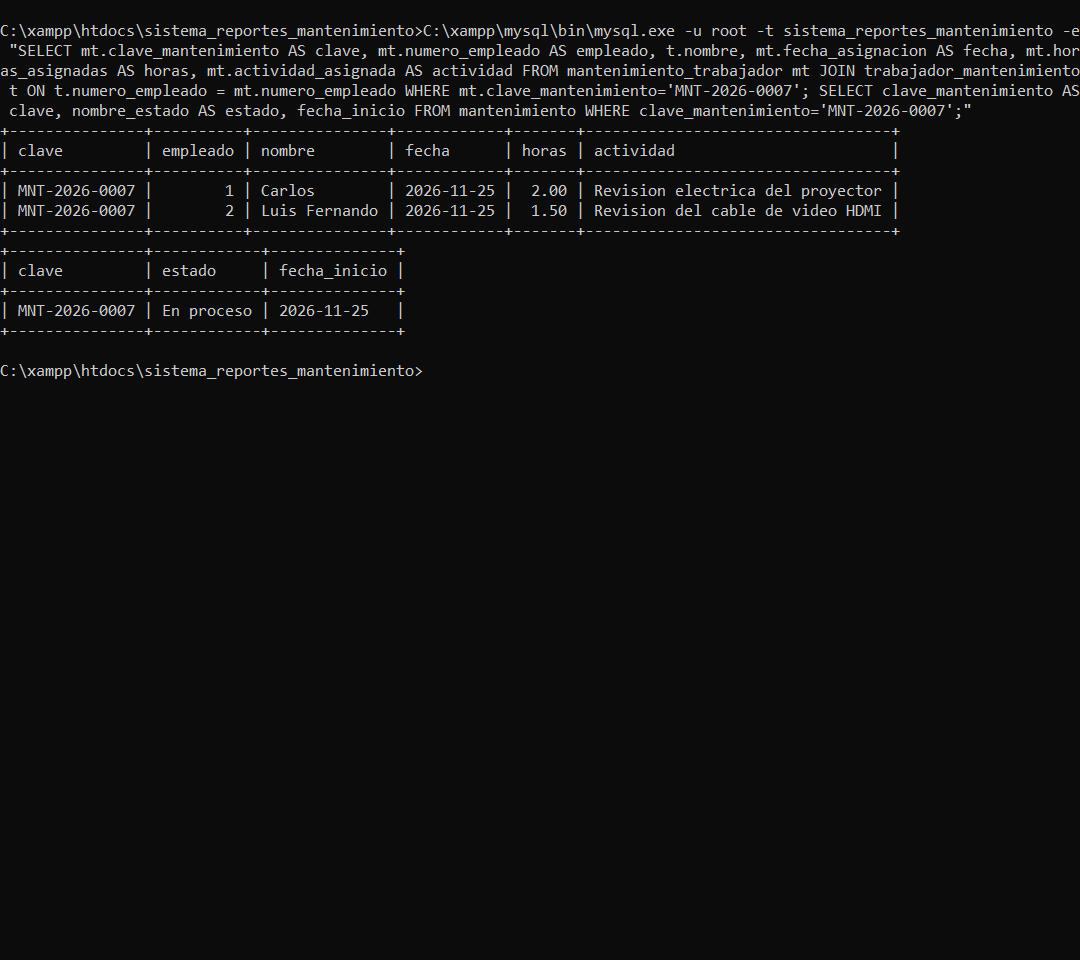 C:\xampp\htdocs\sistema_reportes_mantenimiento>C:\xampp\mysql\bin\mysql.exe -u root -t sistema_reportes_mantenimiento -e
 "SELECT mt.clave_mantenimiento AS clave, mt.numero_empleado AS empleado, t.nombre, mt.fecha_asignacion AS fecha, mt.hor
as_asignadas AS horas, mt.actividad_asignada AS actividad FROM mantenimiento_trabajador mt JOIN trabajador_mantenimiento
 t ON t.numero_empleado = mt.numero_empleado WHERE mt.clave_mantenimiento='MNT-2026-0007'; SELECT clave_mantenimiento AS
 clave, nombre_estado AS estado, fecha_inicio FROM mantenimiento WHERE clave_mantenimiento='MNT-2026-0007';"
+---------------+----------+---------------+------------+-------+----------------------------------+
| clave         | empleado | nombre        | fecha      | horas | actividad                        |
+---------------+----------+---------------+------------+-------+----------------------------------+
| MNT-2026-0007 |        1 | Carlos        | 2026-11-25 |  2.00 | Revision electrica del proyector |
| MNT-2026-0007 |        2 | Luis Fernando | 2026-11-25 |  1.50 | Revision del cable de video HDMI |
+---------------+----------+---------------+------------+-------+----------------------------------+
+---------------+------------+--------------+
| clave         | estado     | fecha_inicio |
+---------------+------------+--------------+
| MNT-2026-0007 | En proceso | 2026-11-25   |
+---------------+------------+--------------+
C:\xampp\htdocs\sistema_reportes_mantenimiento>